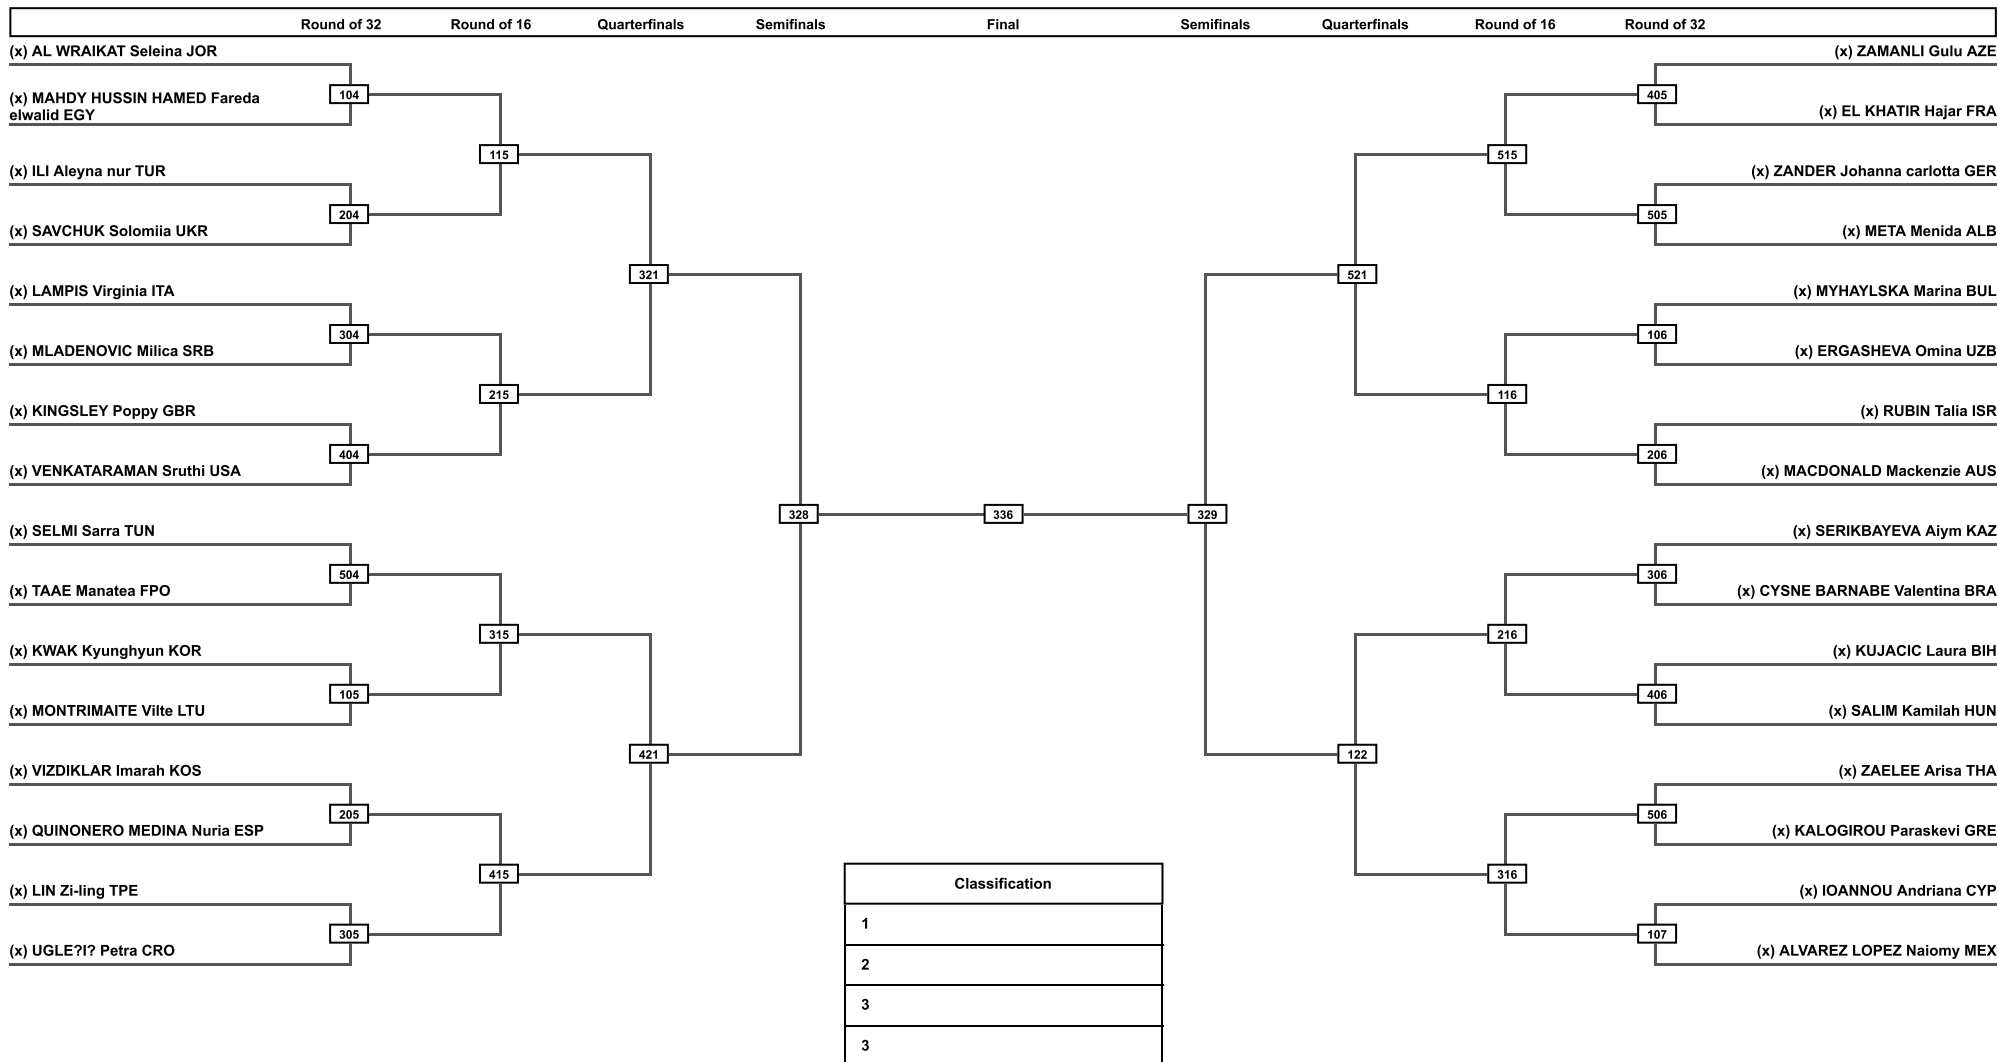 Round of 32 Round of 16 Quarterfinals Semifinals Final Semifinals Quarterfinals Round of 16 Round of 32
(x) AL WRAIKAT Seleina JOR
(x) MAHDY HUSSIN HAMED Fareda
elwalid EGY
104
(x) ILI Aleyna nur TUR
(x) SAVCHUK Solomiia UKR
204
115
(x) LAMPIS Virginia ITA
(x) MLADENOVIC Milica SRB
304
(x) KINGSLEY Poppy GBR
(x) VENKATARAMAN Sruthi USA
404
215
321
(x) SELMI Sarra TUN
(x) TAAE Manatea FPO
504
(x) KWAK Kyunghyun KOR
(x) MONTRIMAITE Vilte LTU
105
315
(x) VIZDIKLAR Imarah KOS
(x) QUINONERO MEDINA Nuria ESP
205
(x) LIN Zi-ling TPE
(x) UGLE?I? Petra CRO
305
415
421
328
336
329
(x) ZAMANLI Gulu AZE
(x) EL KHATIR Hajar FRA
405
(x) ZANDER Johanna carlotta GER
(x) META Menida ALB
505
515
(x) MYHAYLSKA Marina BUL
(x) ERGASHEVA Omina UZB
106
(x) RUBIN Talia ISR
(x) MACDONALD Mackenzie AUS
206
116
521
(x) SERIKBAYEVA Aiym KAZ
(x) CYSNE BARNABE Valentina BRA
306
(x) KUJACIC Laura BIH
(x) SALIM Kamilah HUN
406
216
(x) ZAELEE Arisa THA
(x) KALOGIROU Paraskevi GRE
506
(x) IOANNOU Andriana CYP
(x) ALVAREZ LOPEZ Naiomy MEX
107
316
122
Classification
1
2
3
3